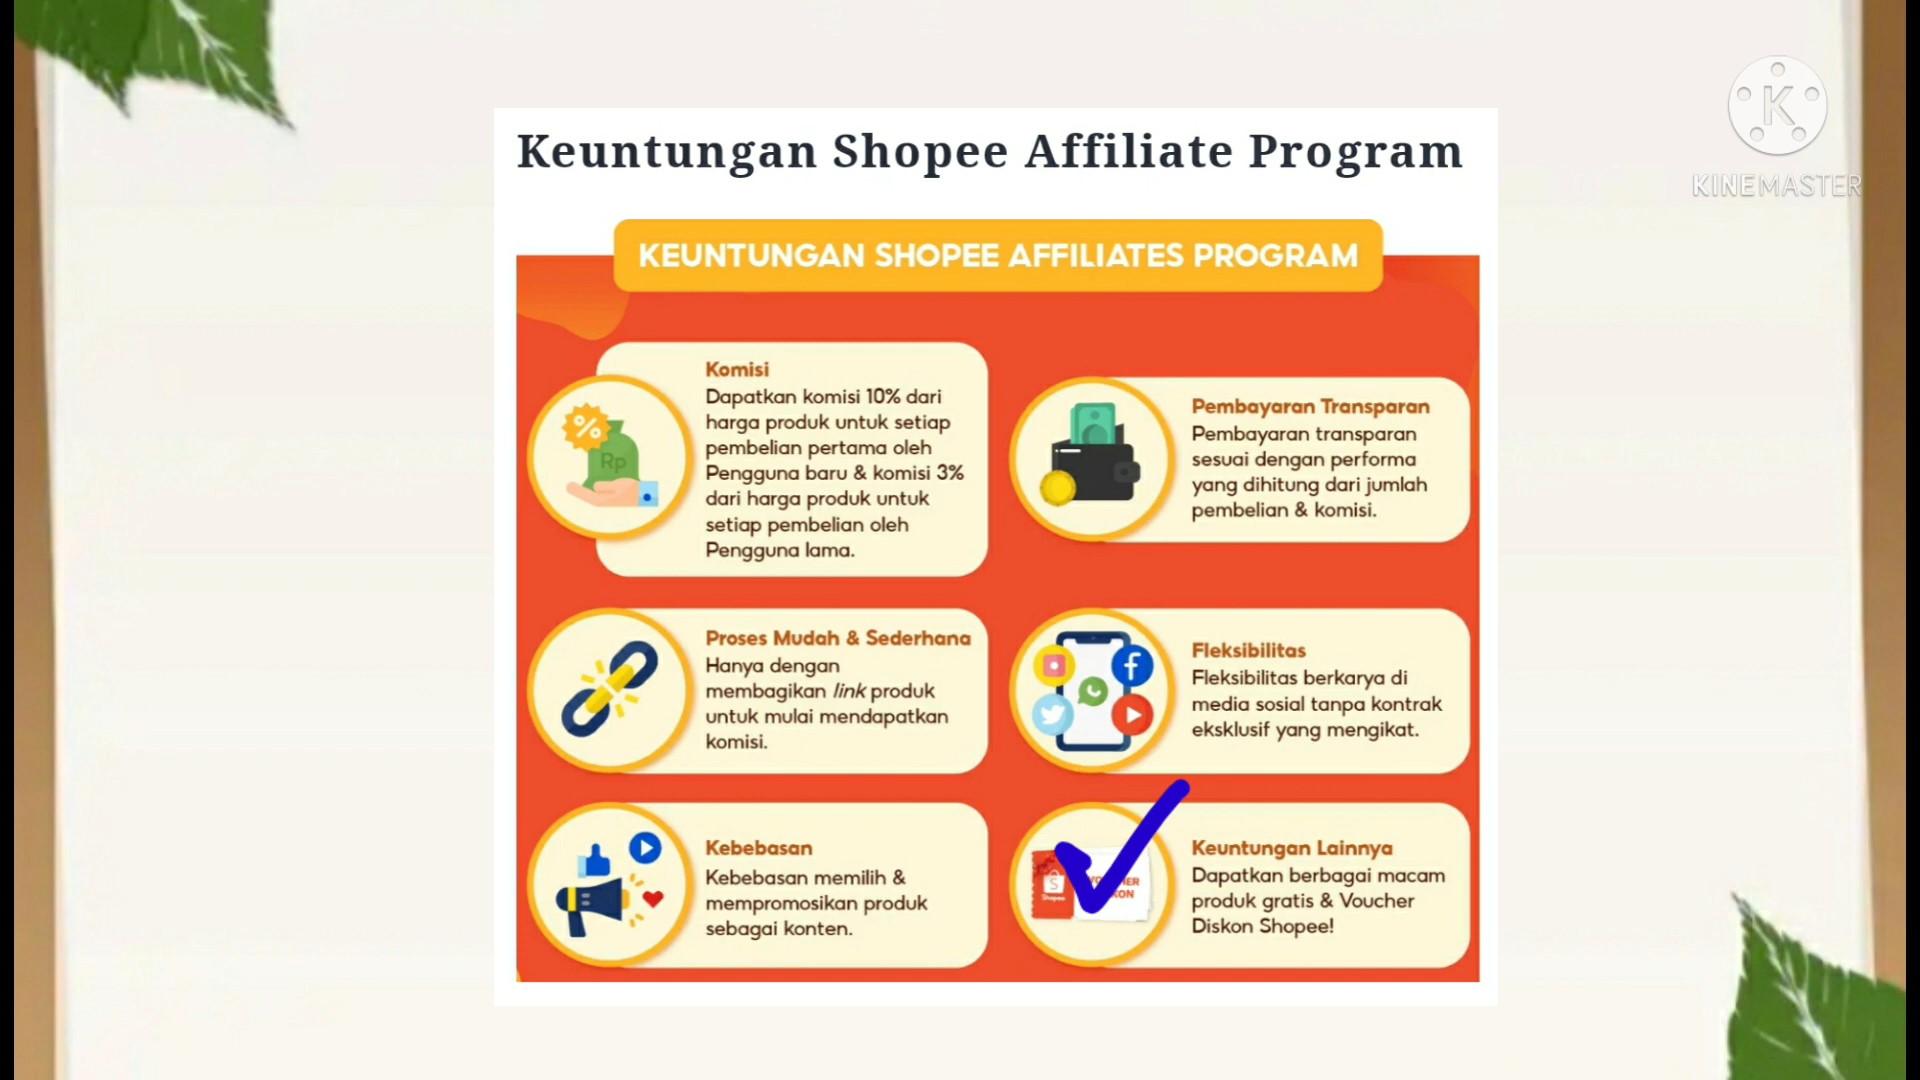 Keuntungan Shopee Affiliate Program
KINEMASTER
KEUNTUNGAN SHOPEE AFFILIATES PROGRAM
Komisi
Dapatkan komisi 10% dari
harga produk untuk setiap
pembelian pertama oleh
Pengguna baru & komisi 3%
dari harga produk untuk
setiap pembelian oleh
Pengguna lama.
Rp
Pembayaran Transparan
Pembayaran transparan
sesuai dengan performa
yang dihitung dari jumlah
pembelian & komisi.
Proses Mudah & Sederhana
Hanya dengan
membagikan link produk
untuk mulai mendapatkan
komisi.
Fleksibilitas
Fleksibilitas berkarya di
media sosial tanpa kontrak
eksklusif yang mengikat.
Kebebasan
Kebebasan memilih &
mempromosikan produk
sebagai konten.
Shopee
Keuntungan Lainnya
Dapatkan berbagai macam
produk gratis & Voucher
Diskon Shopee!